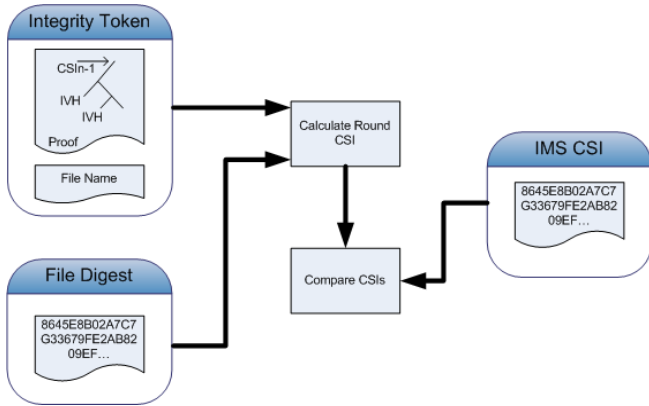 Integrity Token
CSIn-1
IVH
IVH
Proof
File Name
File Digest
8645E8B02A7C7
G33679FE2AB82
09EF…
Calculate Round
CSI
Compare CSIs
IMS CSI
8645E8B02A7C7
G33679FE2AB82
09EF…